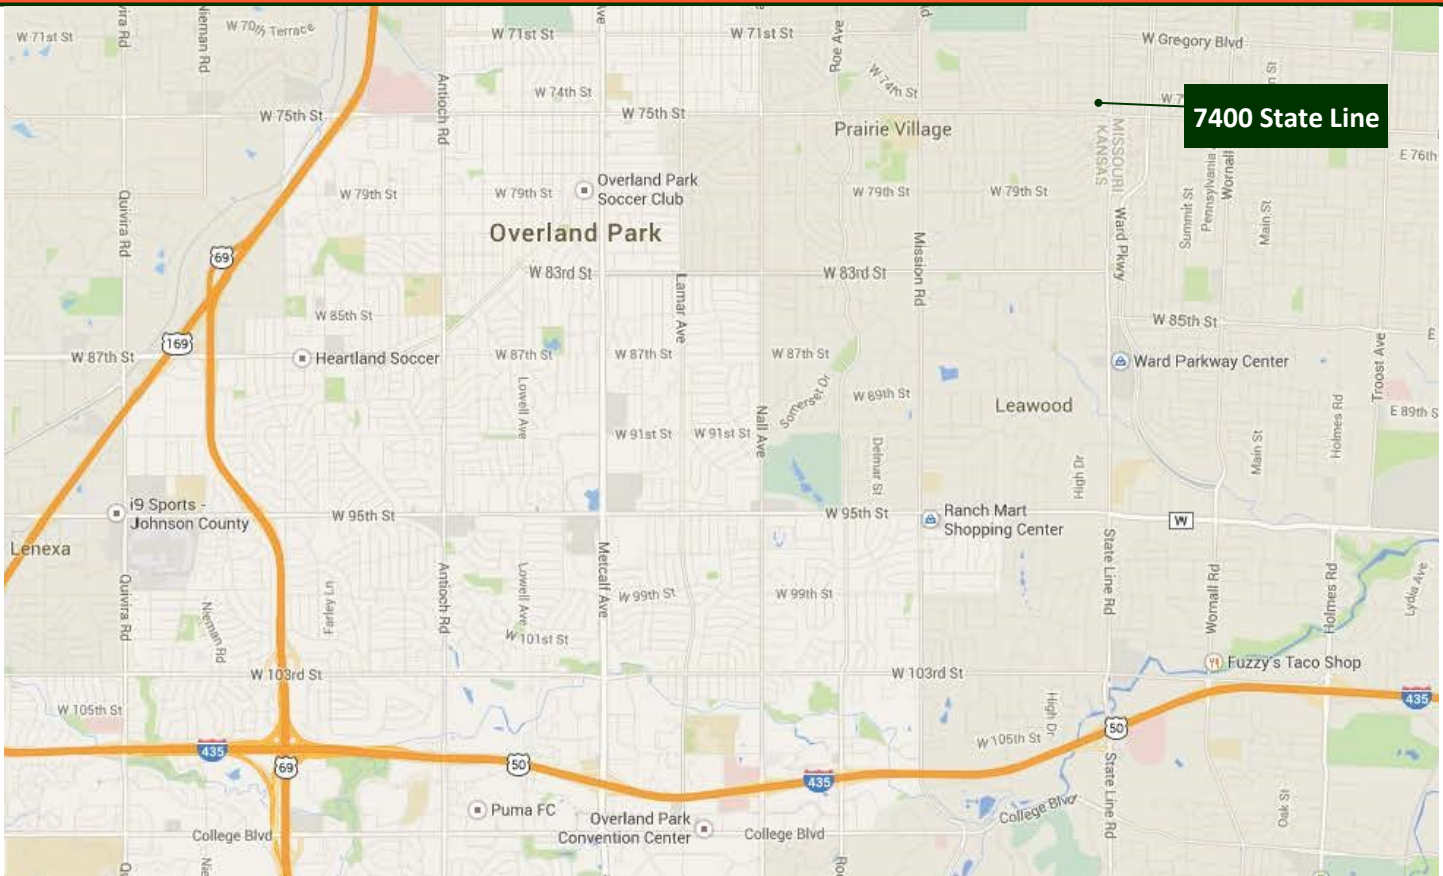 W 71st St
vira Rd
Nieman Rd
W 70th Terrace
W 71st St
Ave
W 71st St
Roe Ave
W Gregory Blvd
W 74th St
n St
W 75th St
Antioch Rd
W 74th St
W 75th St
Prairie Village
W 7
7400 State Line
MISSOURI
KANSAS
Pennsylvania
Wornall
E 76th
Quivira Rd
W 79th St
W 79th St
Overland Park
Soccer Club
W 79th St
W 79th St
Ward Pkwy
Summit St
Main St
Overland Park
69
W 83rd St
Lamar Ave
W 83rd St
Mission Rd
W 85th St
W 85th St
E
169
W 87th St
Heartland Soccer
W 87th St
W 87th St
W 87th St
Ward Parkway Center
Troost Ave
Lowell Ave
Somerset Dr
W 89th St
Leawood
Holmes Rd
E 89th S
W 91st St
W 91st St
Nall Ave
Delmar St
High Dr
Main St
i9 Sports -
Johnson County
W 95th St
W 95th St
Ranch Mart
Shopping Center
W
Lenexa
Quivira Rd
Nieman Rd
Farley Ln
Antioch Rd
Lowell Ave
Metcalf Ave
W 99th St
W 99th St
State Line Rd
Wornall Rd
Holmes Rd
Lydia Ave
W 101st St
W 103rd St
W 103rd St
Fuzzy's Taco Shop
W 105th St
High Dr
435
W 105th St
50
435
69
50
435
Puma FC
Overland Park
Convention Center
College Blvd
College Blvd
College Blvd
State Line Rd
Oak St